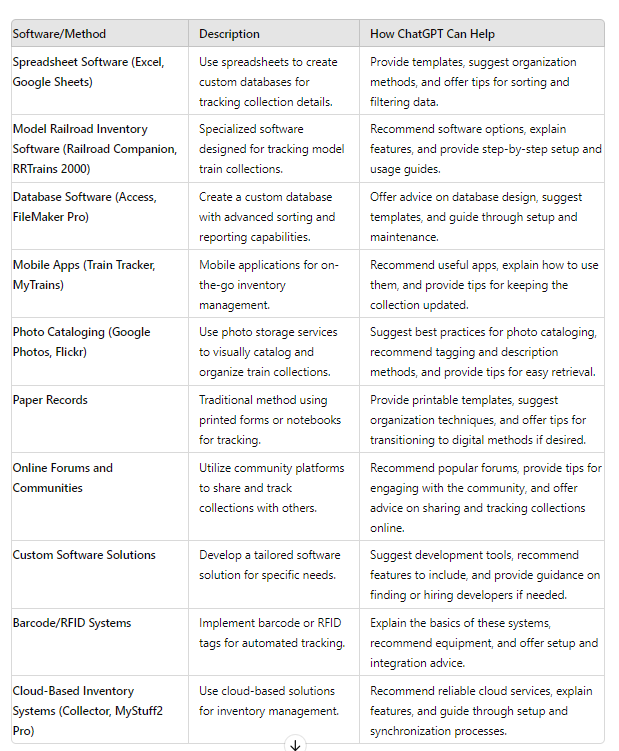 Software/Method Description How ChatGPT Can Help
Spreadsheet Software (Excel, Use spreadsheets to create Provide templates, suggest organization
Google Sheets) custom databases for methods, and offer tips for sorting and
tracking collection details. filtering data.
Model Railroad Inventory Specialized software Recommend software options, explain
Software (Railroad Companion, designed for tracking model features, and provide step-by-step setup and
RRTrains 2000) train collections. usage guides.
Database Software (Access, Create a custom database Offer advice on database design, suggest
FileMaker Pro) with advanced sorting and templates, and guide through setup and
reporting capabilities. maintenance.
Mobile Apps (Train Tracker, Mobile applications for on- Recommend useful apps, explain how to use
MyTrains) the-go inventory them, and provide tips for keeping the
management. collection updated.
Photo Cataloging (Google Use photo storage services Suggest best practices for photo cataloging,
Photos, Flickr) to visually catalog and recommend tagging and description
organize train collections. methods, and provide tips for easy retrieval.
Paper Records Traditional method using Provide printable templates, suggest
printed forms or notebooks organization techniques, and offer tips for
for tracking. transitioning to digital methods if desired.
Online Forums and Utilize community platforms Recommend popular forums, provide tips for
Communities to share and track engaging with the community, and offer
collections with others. advice on sharing and tracking collections
online.
Custom Software Solutions Develop a tailored software Suggest development tools, recommend
solution for specific needs. features to include, and provide guidance on
finding or hiring developers if needed.
Barcode/RFID Systems Implement barcode or RFID Explain the basics of these systems,
tags for automated tracking. recommend equipment, and offer setup and
integration advice.
Cloud-Based Inventory Use cloud-based solutions Recommend reliable cloud services, explain
Systems (Collector, MyStuff2 for inventory management. features, and guide through setup and
Pro) synchronization processes.